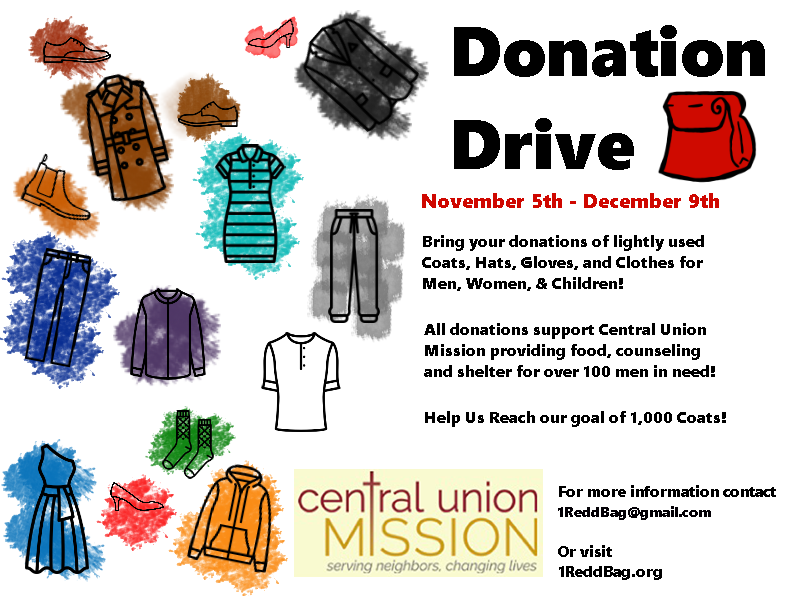 Donation
Drive
November 5th - December 9th
Bring your donations of lightly used
Coats, Hats, Gloves, and Clothes for
Men, Women, & Children!
All donations support Central Union
Mission providing food, counseling
and shelter for over 100 men in need!
Help Us Reach our goal of 1,000 Coats!
central union
MISSION
serving neighbors, changing lives
For more information contact
1ReddBag@gmail.com
Or visit
1ReddBag.org